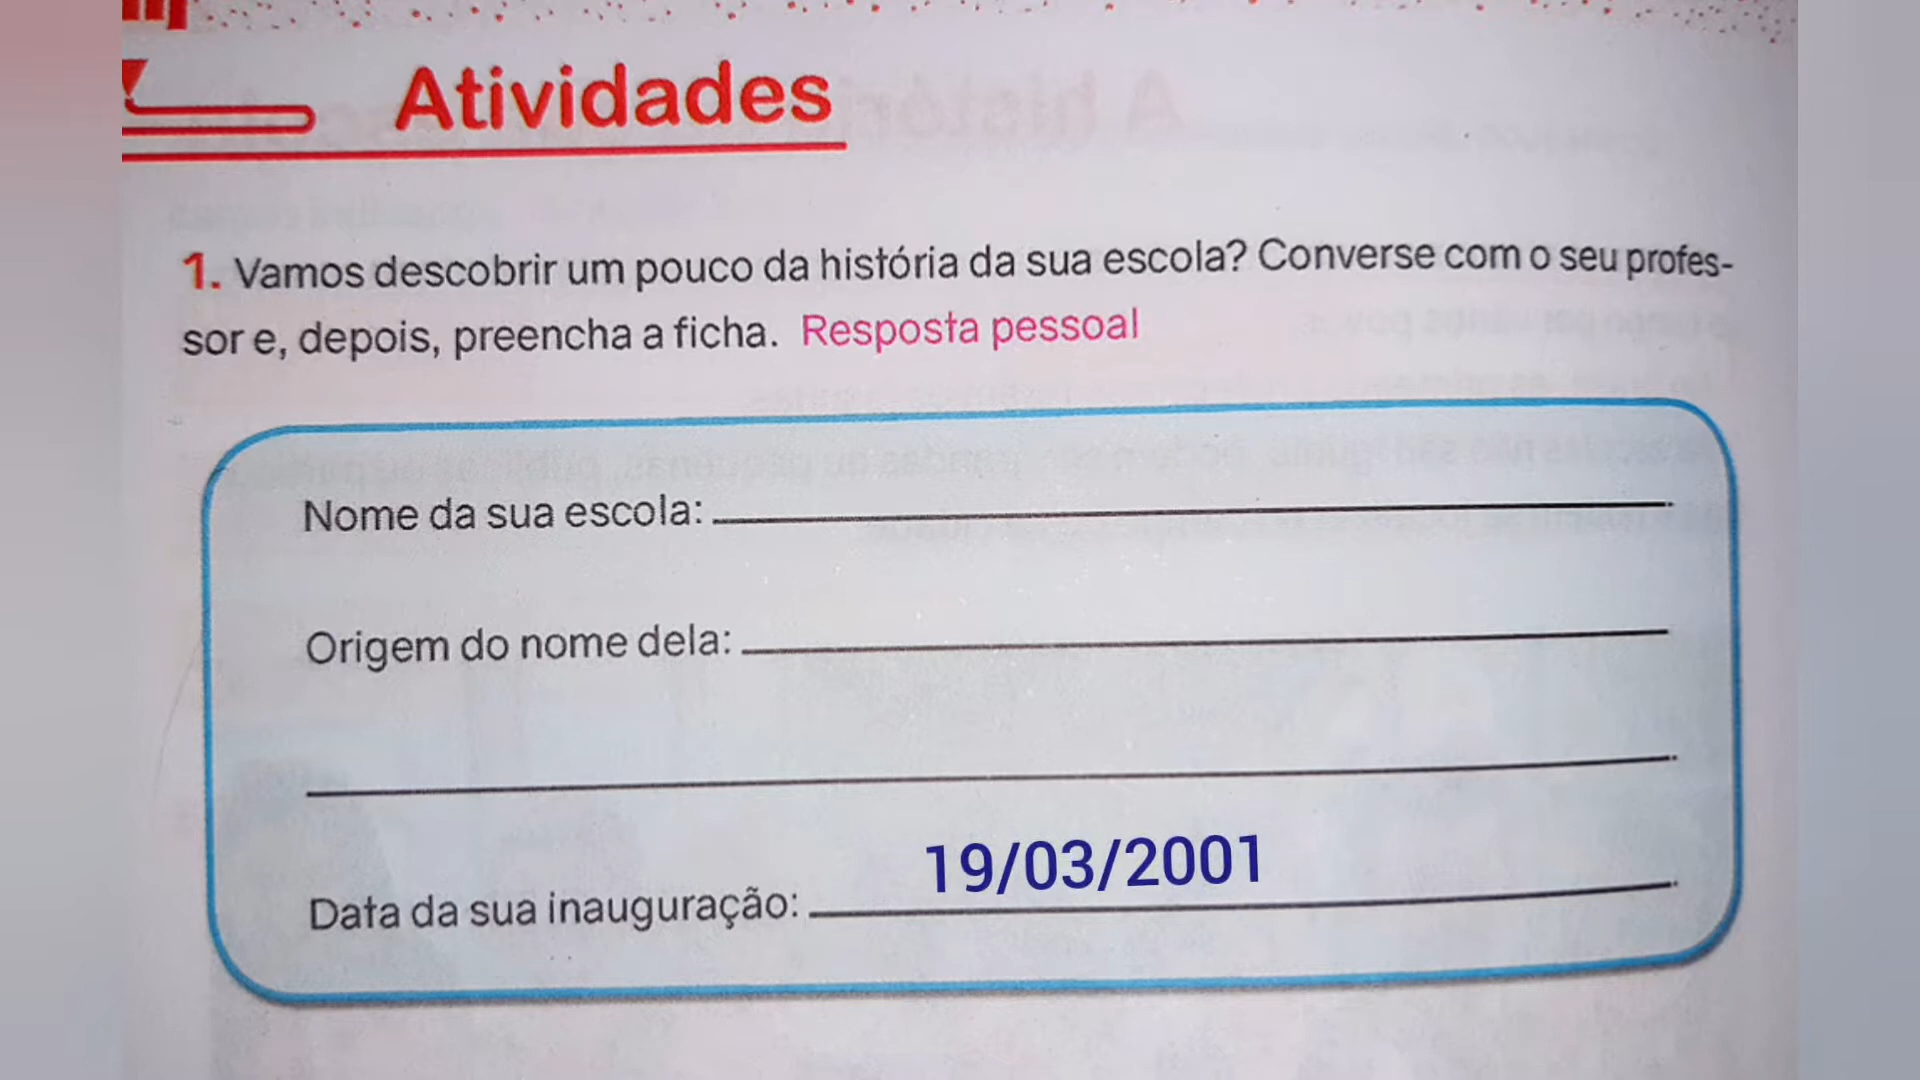 Atividades
1. Vamos descobrir um pouco da história da sua escola? Converse com o seu profes-
sor e, depois, preencha a ficha. Resposta pessoal
Nome da sua escola:
Origem do nome dela:
19/03/2001
Data da sua inauguração: